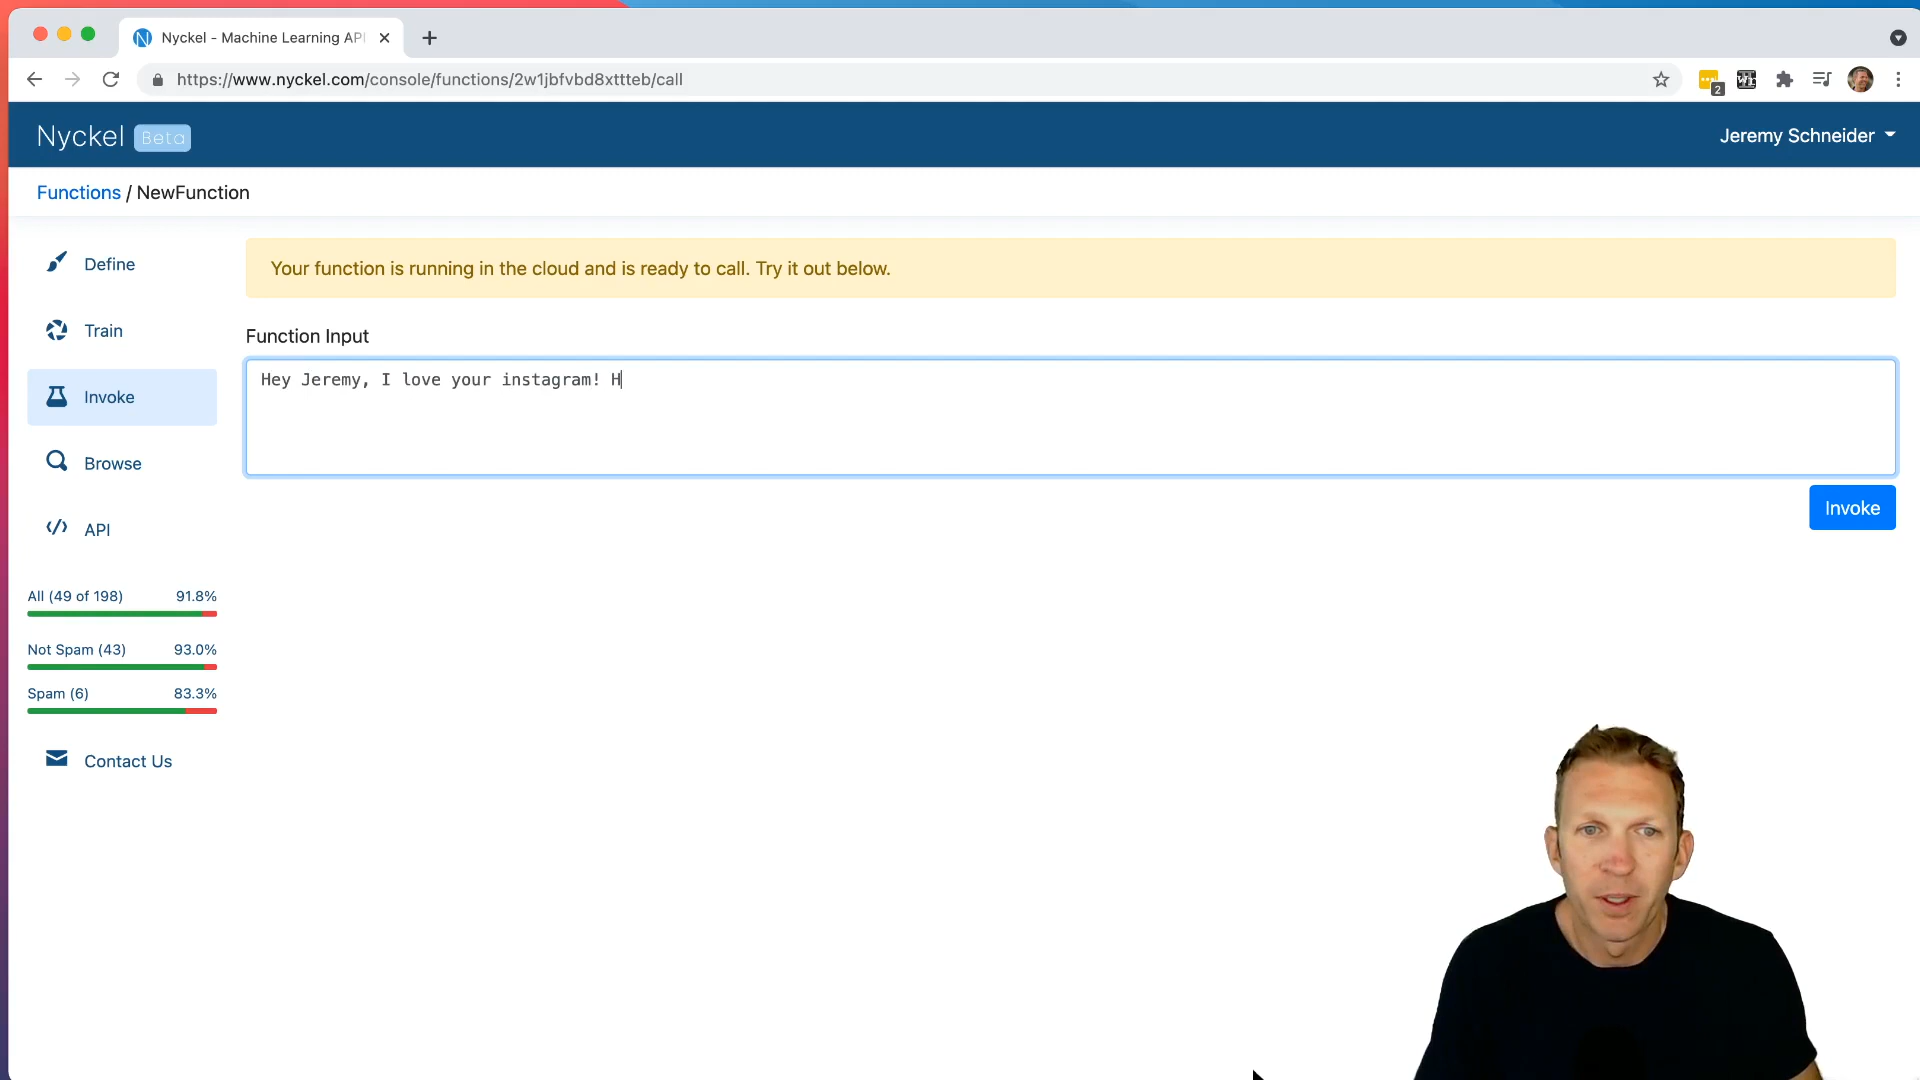 Nyckel - Machine Learning API
https://www.nyckel.com/console/functions/2w1jbfvbd8xttteb/call
2
Nyckel Beta
Jeremy Schneider
Functions / NewFunction
Define
Your function is running in the cloud and is ready to call. Try it out below.
Train
Function Input
Hey Jeremy, I love your instagram! H
Invoke
Browse
Invoke
API
All (49 of 198) 91.8%
Not Spam (43) 93.0%
Spam (6) 83.3%
Contact Us